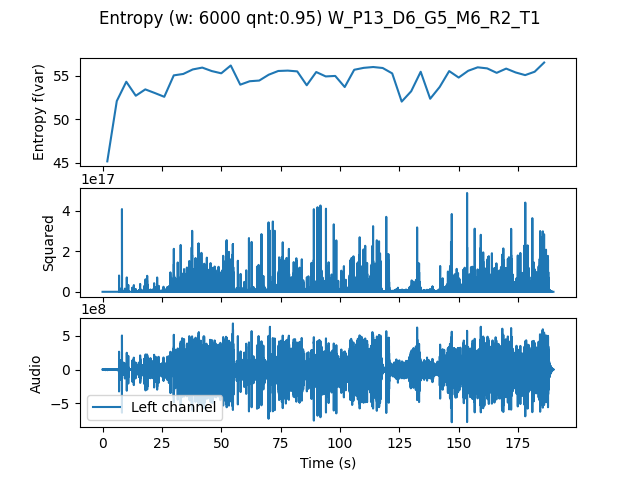 Entropy (w: 6000 qnt:0.95) W_P13_D6_G5_M6_R2_T1
Entropy f(var)
55
50
45
1e17
Squared
4
2
0
1e8
Audio
5
0
−5
Left channel
0 25 50 75 100 125 150 175
Time (s)